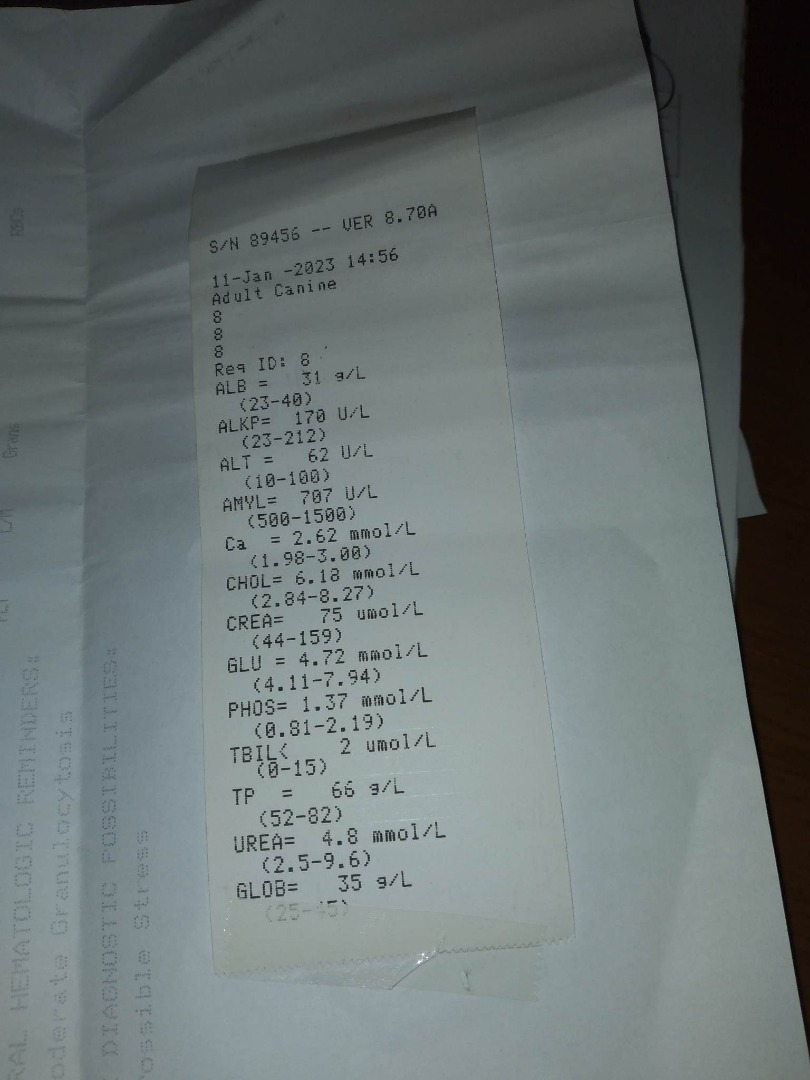 S/N 89456 -- VER 8.70A
11-Jan -2023 14:56
Adult Canine
8
8
8
Req ID: 8
ALB = 31 g/L
(23-40)
ALKP= 170 U/L
(23-212)
ALT = 62 U/L
(10-100)
AMYL= 707 U/L
(500-1500)
Ca = 2.62 mmol/L
(1.98-3.00)
CHOL= 6.18 mmol/L
(2.84-8.27)
CREA= 75 umol/L
(44-159)
GLU = 4.72 mmol/L
(4.11-7.94)
PHOS= 1.37 mmol/L
(0.81-2.19)
TBIL< 2 umol/L
(0-15)
TP = 66 g/L
(52-82)
UREA= 4.8 mmol/L
(2.5-9.6)
GLOB= 35 g/L
(25-45)
RBCs
Grans
HEMATOLOGIC REMINDERS:
Granulocytosis
DIAGNOSTIC POSSIBILITIES:
Stress